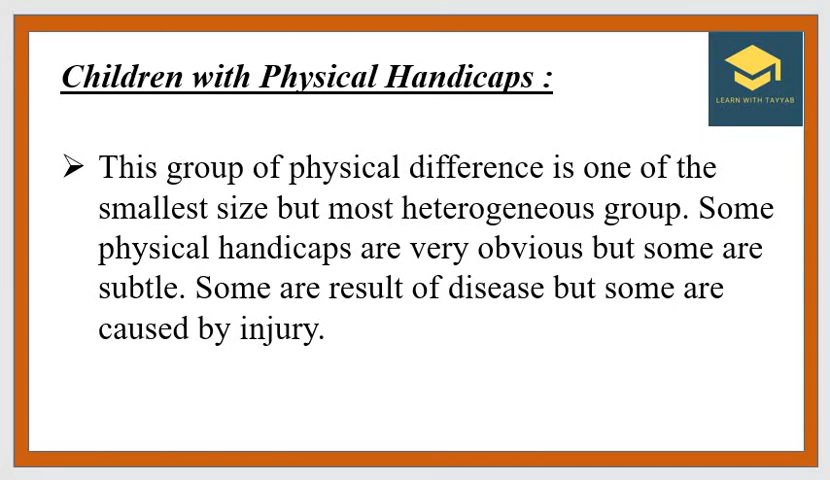 Children with Physical Handicaps :
LEARN WITH TAYYAB
➢ This group of physical difference is one of the
smallest size but most heterogeneous group. Some
physical handicaps are very obvious but some are
subtle. Some are result of disease but some are
caused by injury.